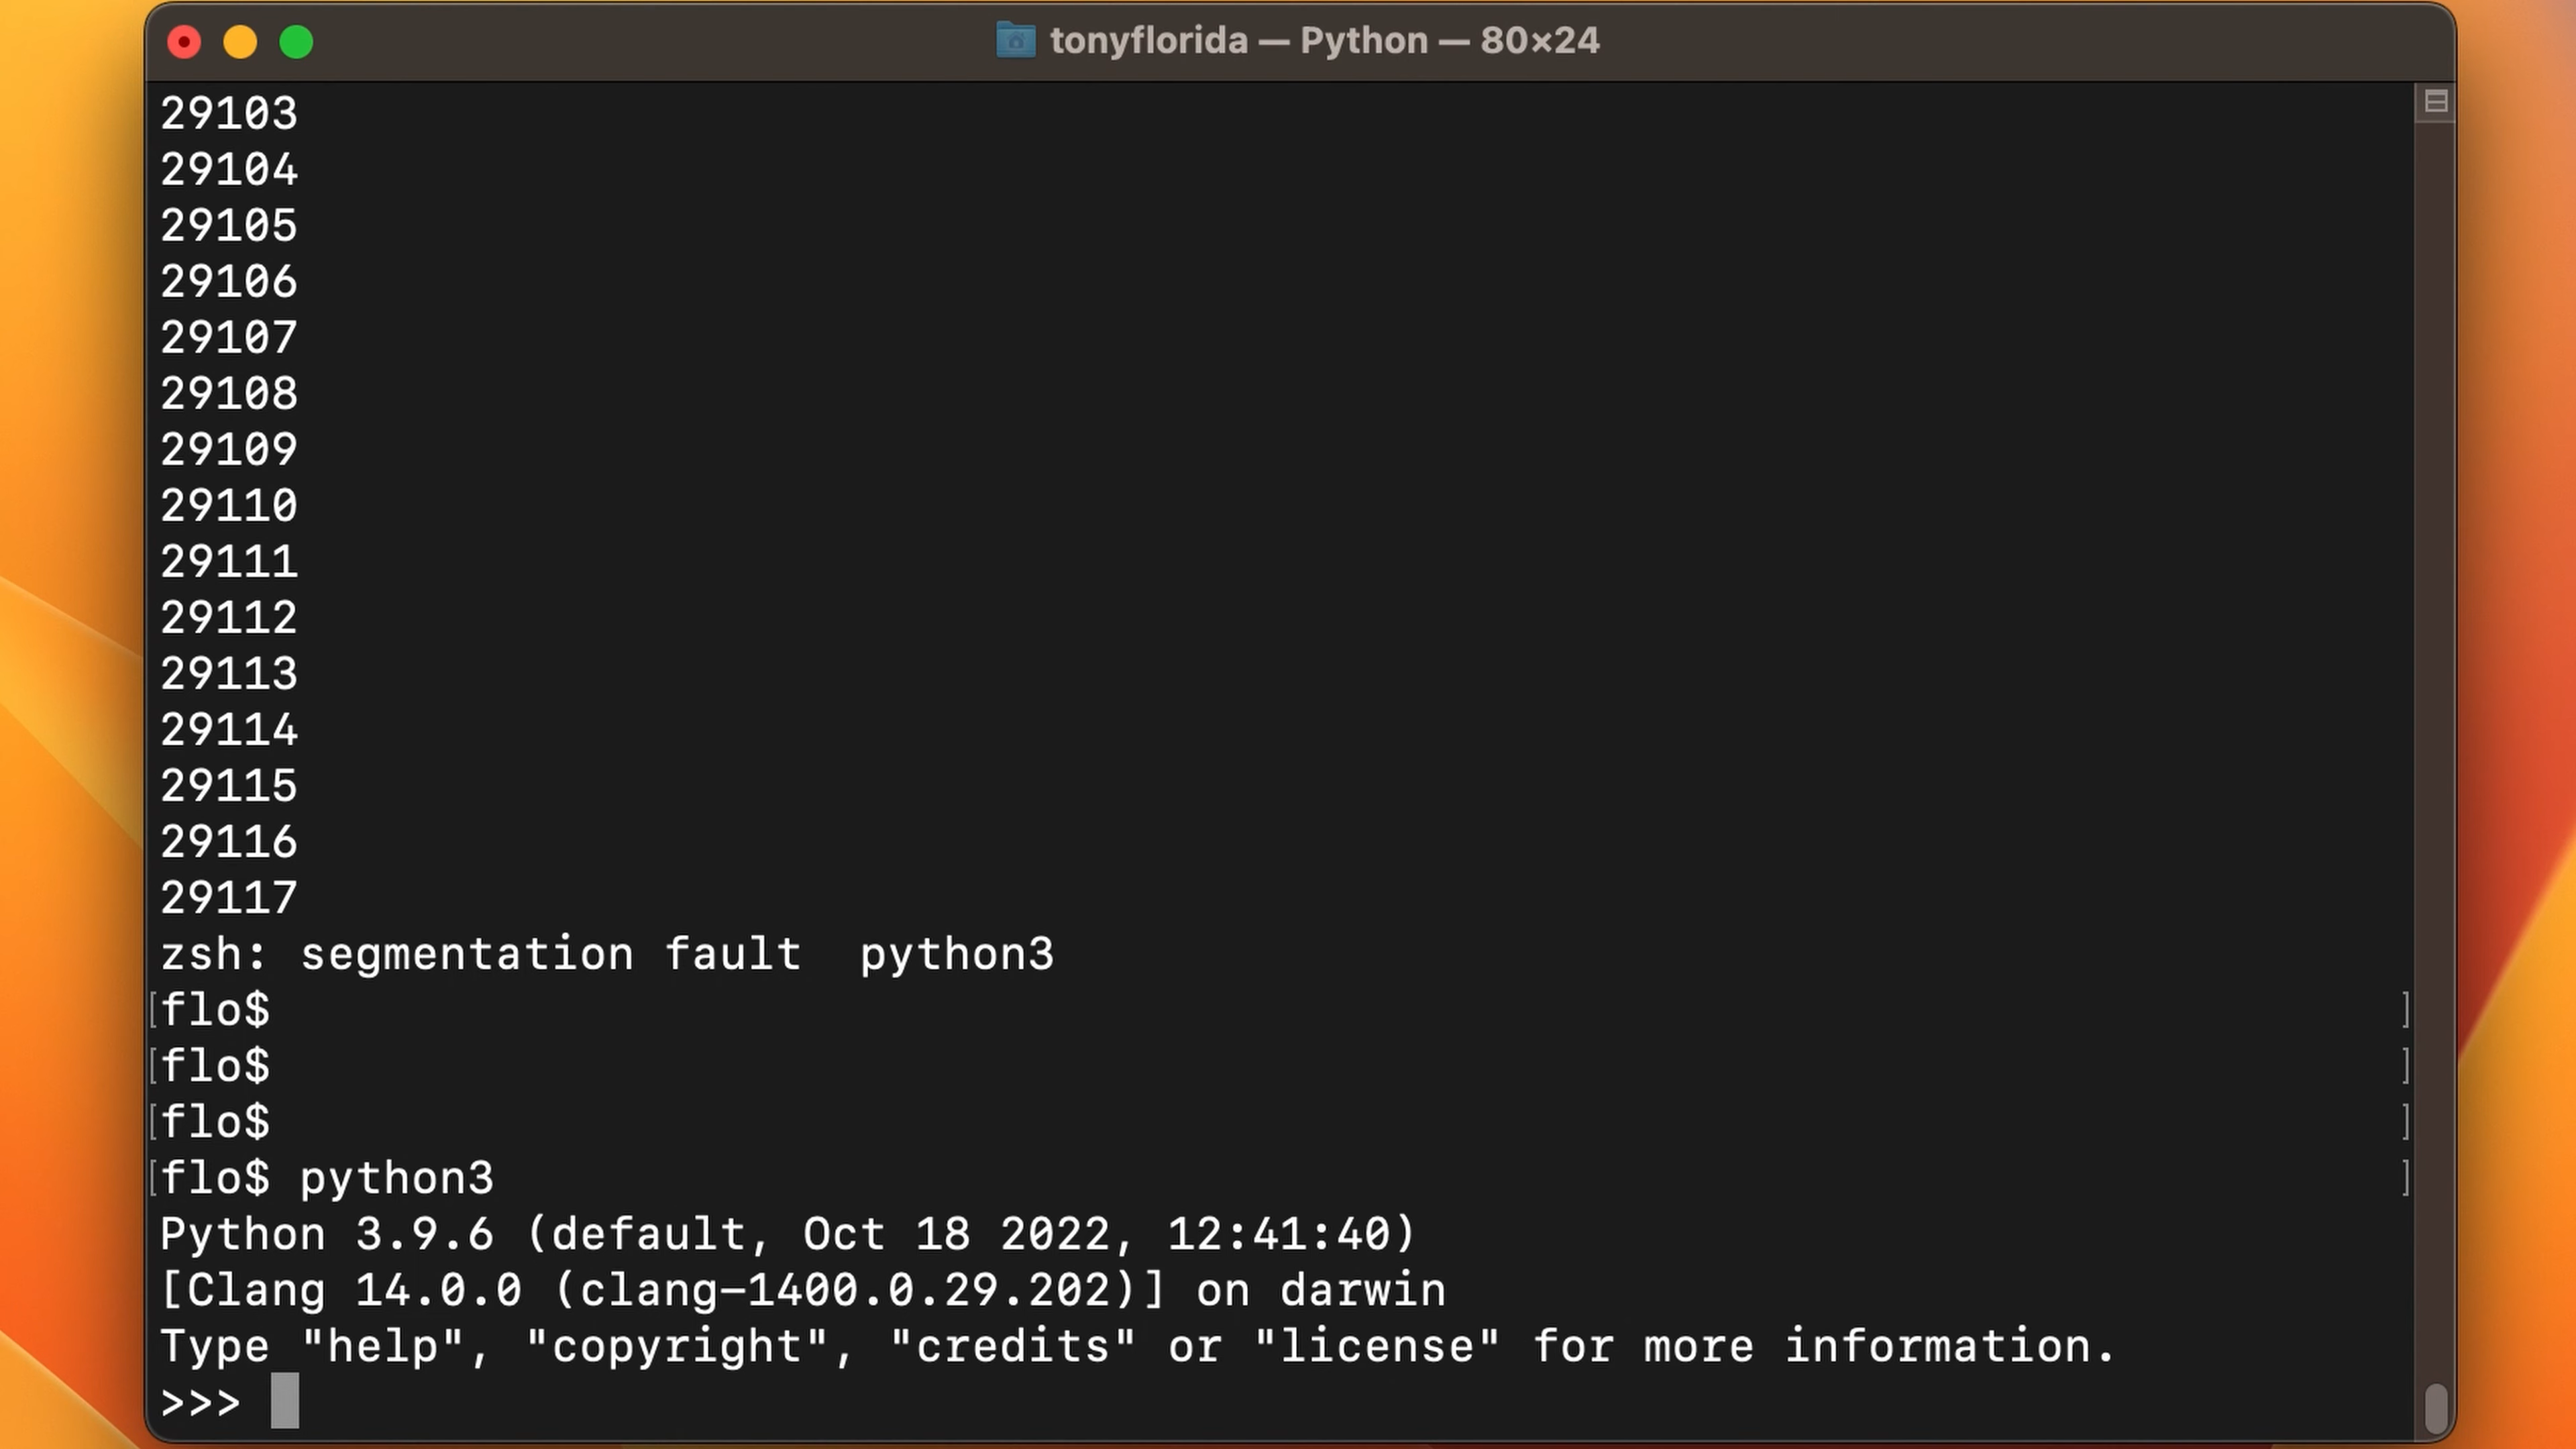 tonyflorida — Python — 80×24
29103
29104
29105
29106
29107
29108
29109
29110
29111
29112
29113
29114
29115
29116
29117
zsh: segmentation fault  python3
[flo$ ]
[flo$ ]
[flo$ ]
[flo$ python3 ]
Python 3.9.6 (default, Oct 18 2022, 12:41:40)
[Clang 14.0.0 (clang-1400.0.29.202)] on darwin
Type "help", "copyright", "credits" or "license" for more information.
>>>